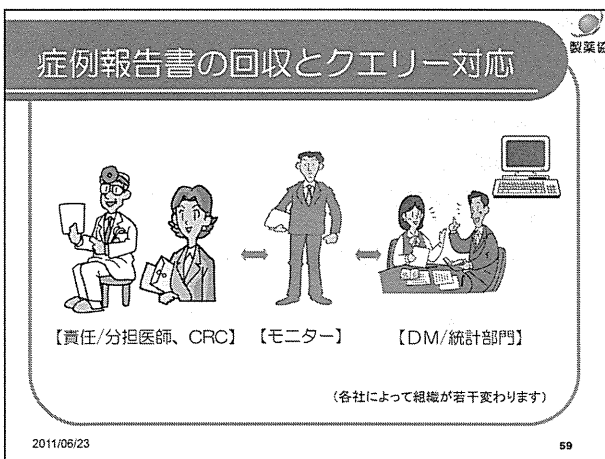 製薬協
症例報告書の回収とクエリー対応
【責任/分担医師、CRC】 【モニター】 【DM/統計部門】
(各社によって組織が若干変わります)
2011/06/23
59